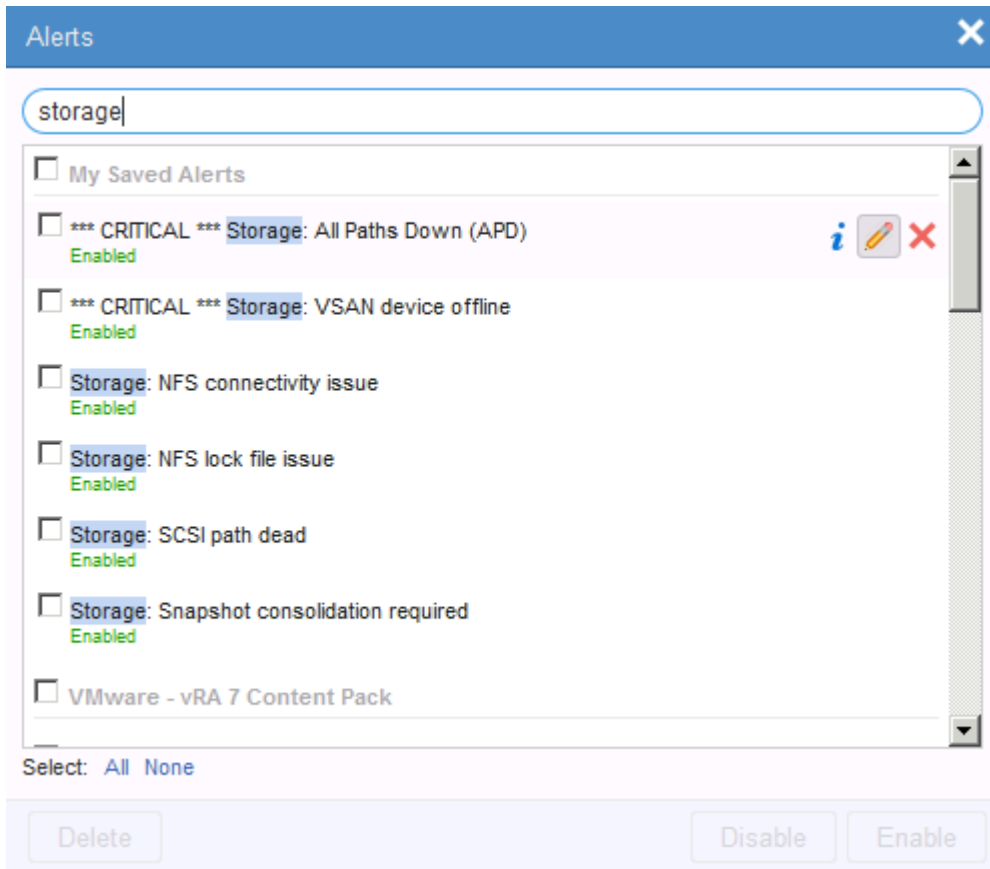 Alerts
storage
My Saved Alerts
*** CRITICAL *** Storage: All Paths Down (APD)
Enabled
*** CRITICAL *** Storage: VSAN device offline
Enabled
Storage: NFS connectivity issue
Enabled
Storage: NFS lock file issue
Enabled
Storage: SCSI path dead
Enabled
Storage: Snapshot consolidation required
Enabled
VMware - vRA 7 Content Pack
Select: All None
Delete Disable Enable